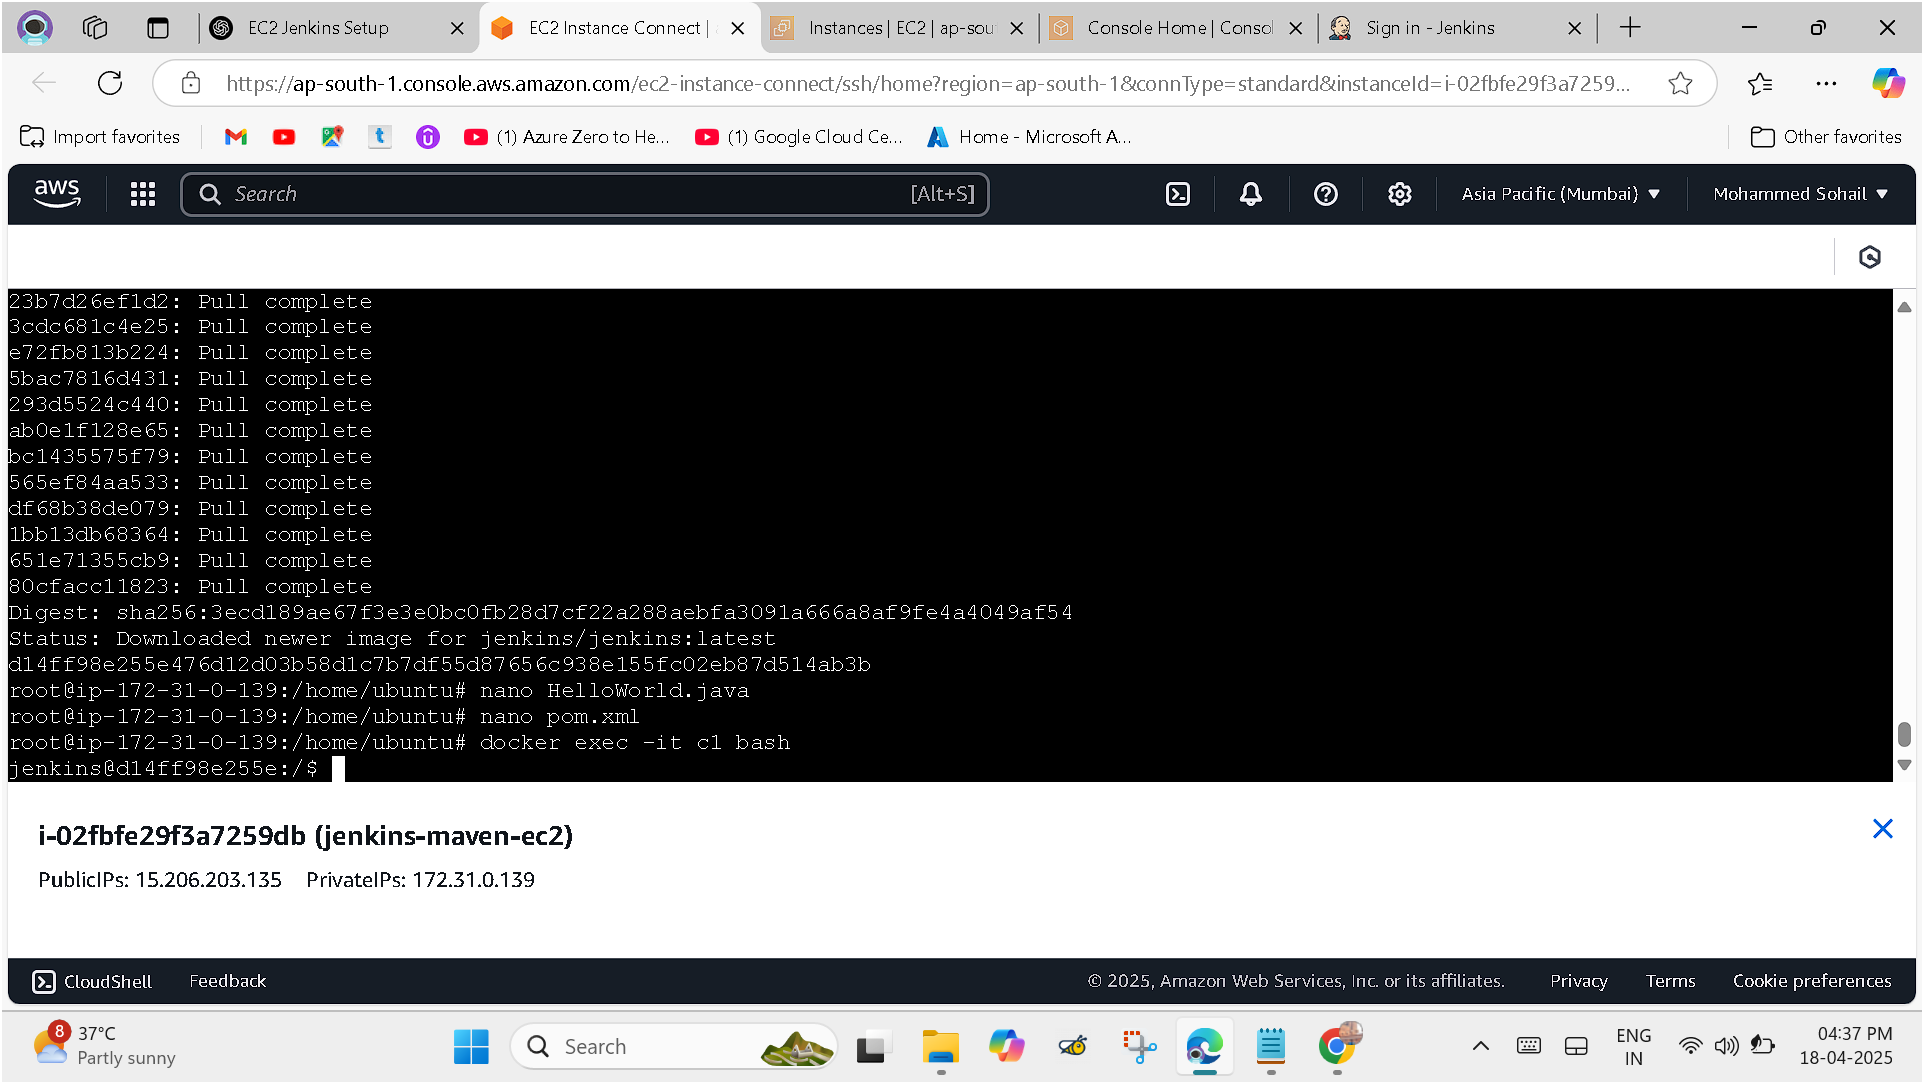 EC2 Jenkins Setup
EC2 Instance Connect |
Instances | EC2 | ap-sou
Console Home | Consol
Sign in - Jenkins
https://ap-south-1.console.aws.amazon.com/ec2-instance-connect/ssh/home?region=ap-south-1&connType=standard&instanceId=i-02fbfe29f3a7259...
Import favorites
(1) Azure Zero to He...
(1) Google Cloud Ce...
Home - Microsoft A...
Other favorites
aws
Search
[Alt+S]
Asia Pacific (Mumbai)
Mohammed Sohail
23b7d26ef1d2: Pull complete
3cdc681c4e25: Pull complete
e72fb813b224: Pull complete
5bac7816d431: Pull complete
293d5524c440: Pull complete
ab0e1f128e65: Pull complete
bc1435575f79: Pull complete
565ef84aa533: Pull complete
df68b38de079: Pull complete
1bb13db68364: Pull complete
651e71355cb9: Pull complete
80cfacc11823: Pull complete
Digest: sha256:3ecd189ae67f3e3e0bc0fb28d7cf22a288aebfa3091a666a8af9fe4a4049af54
Status: Downloaded newer image for jenkins/jenkins:latest
d14ff98e255e476d12d03b58d1c7b7df55d87656c938e155fc02eb87d514ab3b
root@ip-172-31-0-139:/home/ubuntu# nano HelloWorld.java
root@ip-172-31-0-139:/home/ubuntu# nano pom.xml
root@ip-172-31-0-139:/home/ubuntu# docker exec -it c1 bash
jenkins@d14ff98e255e:/$
i-02fbfe29f3a7259db (jenkins-maven-ec2)
PublicIPs: 15.206.203.135 PrivateIPs: 172.31.0.139
CloudShell
Feedback
© 2025, Amazon Web Services, Inc. or its affiliates.
Privacy
Terms
Cookie preferences
8
37°C
Partly sunny
Search
ENG
IN
04:37 PM
18-04-2025